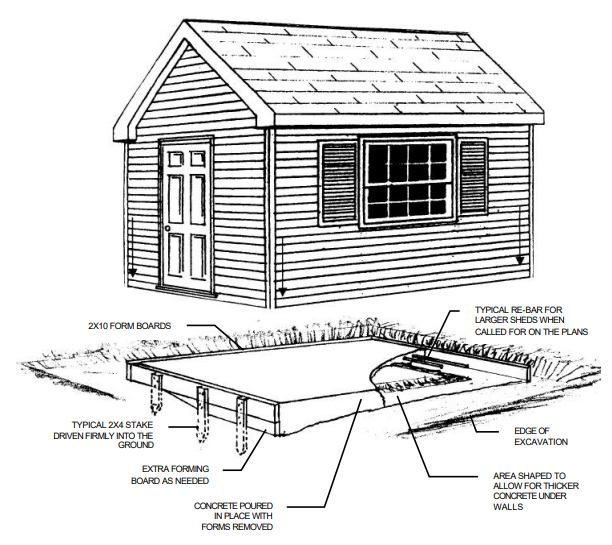 TYPICAL RE-BAR FOR
LARGER SHEDS WHEN
CALLED FOR ON THE PLANS
2X10 FORM BOARDS
TYPICAL 2X4 STAKE
DRIVEN FIRMLY INTO THE
GROUND
EDGE OF
EXCAVATION
EXTRA FORMING
BOARD AS NEEDED
AREA SHAPED TO
ALLOW FOR THICKER
CONCRETE UNDER
WALLS
CONCRETE POURED
IN PLACE WITH
FORMS REMOVED